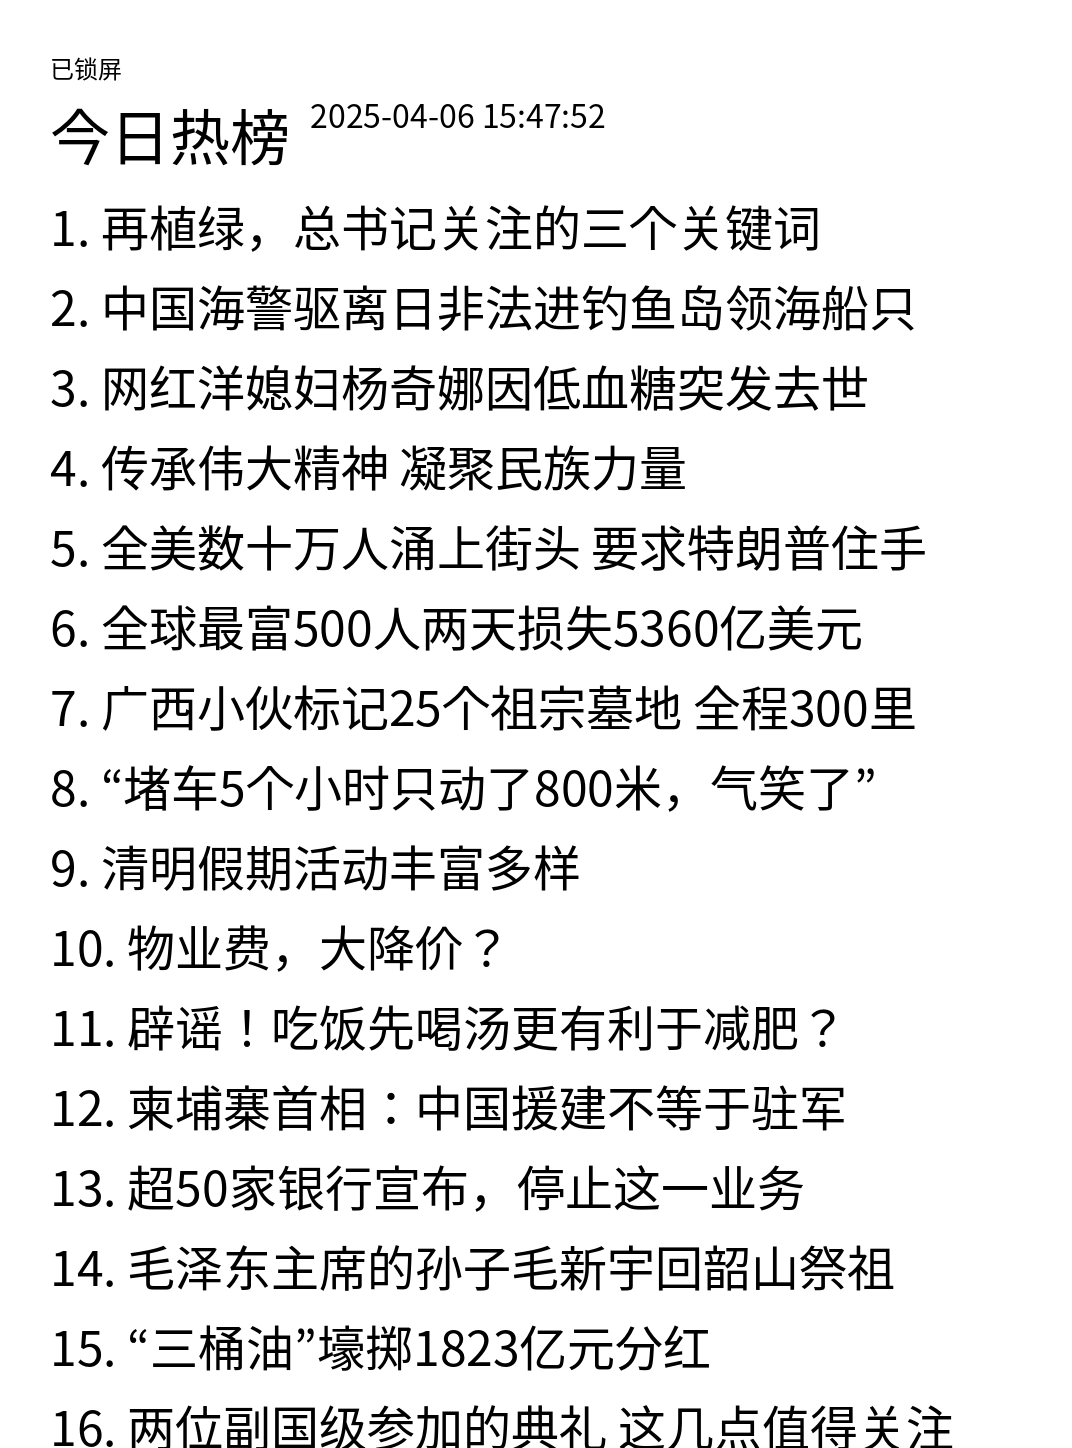 已锁屏
今日热榜 2025-04-06 15:47:52
1. 再植绿，总书记关注的三个关键词
2. 中国海警驱离日非法进钓鱼岛领海船只
3. 网红洋媳妇杨奇娜因低血糖突发去世
4. 传承伟大精神 凝聚民族力量
5. 全美数十万人涌上街头 要求特朗普住手
6. 全球最富500人两天损失5360亿美元
7. 广西小伙标记25个祖宗墓地 全程300里
8. “堵车5个小时只动了800米，气笑了”
9. 清明假期活动丰富多样
10. 物业费，大降价？
11. 辟谣！吃饭先喝汤更有利于减肥？
12. 柬埔寨首相：中国援建不等于驻军
13. 超50家银行宣布，停止这一业务
14. 毛泽东主席的孙子毛新宇回韶山祭祖
15. “三桶油”壕掷1823亿元分红
16. 两位副国级参加的典礼 这几点值得关注